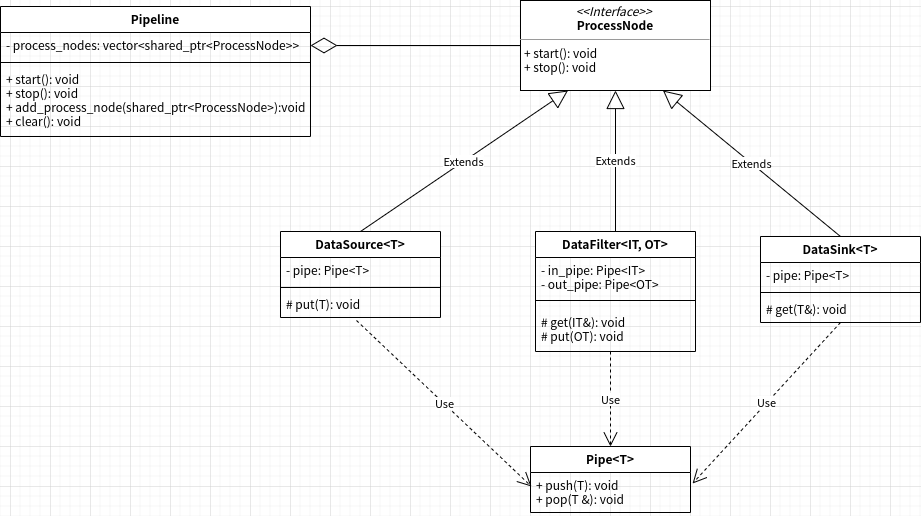 Pipeline
- process_nodes: vector<shared_ptr<ProcessNode>>
+ start(): void
+ stop(): void
+ add_process_node(shared_ptr<ProcessNode>):void
+ clear(): void
<<Interface>>
ProcessNode
+ start(): void
+ stop(): void
Extends
Extends
Extends
DataSource<T>
- pipe: Pipe<T>
# put(T): void
DataFilter<IT, OT>
- in_pipe: Pipe<IT>
- out_pipe: Pipe<OT>
# get(IT&): void
# put(OT): void
DataSink<T>
- pipe: Pipe<T>
# get(T&): void
Use
Use
Use
Pipe<T>
+ push(T): void
+ pop(T &): void